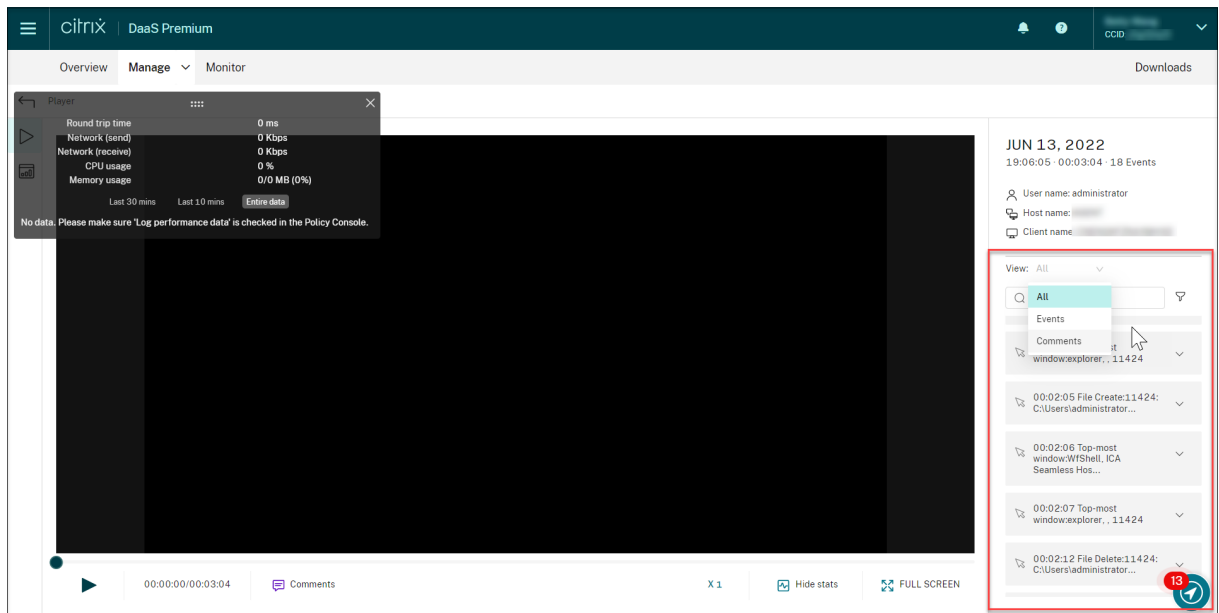 citrix DaaS Premium
CCID
Overview Manage Monitor Downloads
Player
Round trip time 0 ms
Network (send) 0 Kbps
Network (receive) 0 Kbps
CPU usage 0 %
Memory usage 0/0 MB (0%)
Last 30 mins Last 10 mins Entire data
No data. Please make sure 'Log performance data' is checked in the Policy Console.
JUN 13, 2022
19:06:05 · 00:03:04 · 18 Events
User name: administrator
Host name:
Client name
View: All
All
Events
Comments
window:explorer, , 11424
00:02:05 File Create:11424:
C:\Users\administrator...
00:02:06 Top-most
window:WfShell, ICA
Seamless Hos...
00:02:07 Top-most
window:explorer, , 11424
00:02:12 File Delete:11424:
C:\Users\administrator...
13
00:00:00/00:03:04 Comments X 1 Hide stats FULL SCREEN